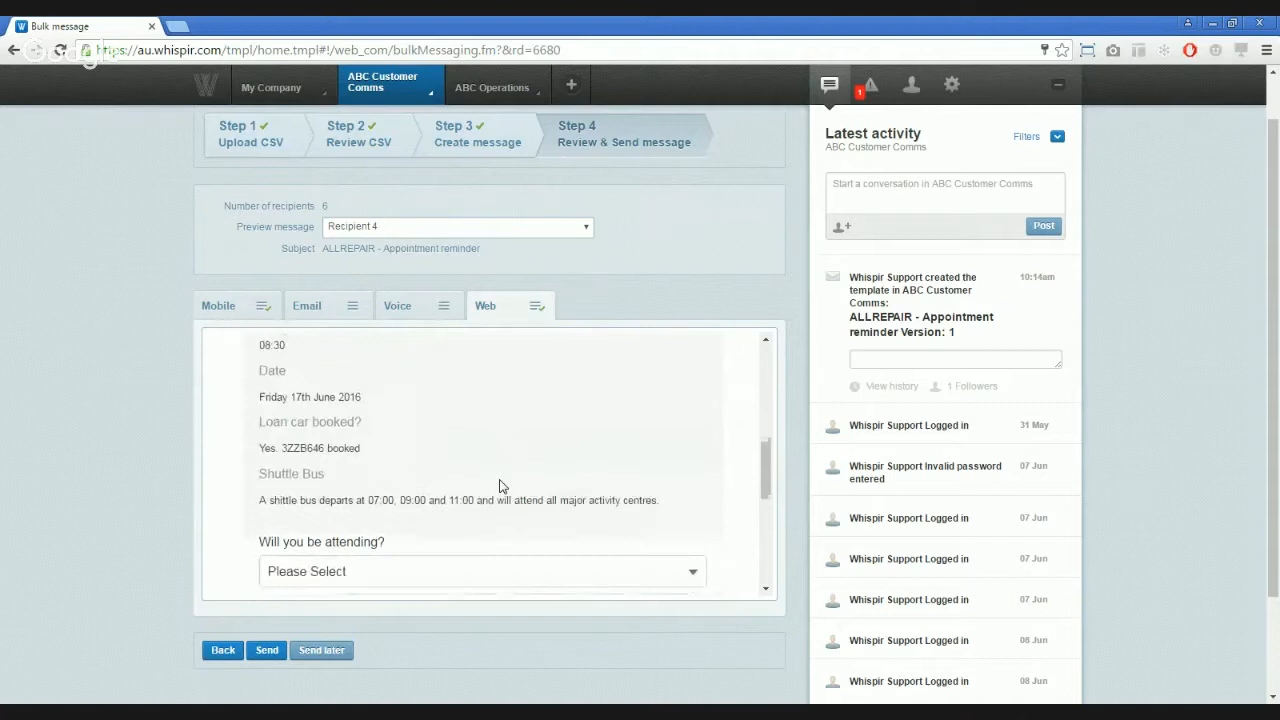 Bulk message
https://au.whispir.com/tmpl/home.tmpl#!/web_com/bulkMessaging.fm?&rd=6680
W
My Company
ABC Customer Comms
ABC Operations
1
Step 1
Upload CSV
Step 2
Review CSV
Step 3
Create message
Step 4
Review & Send message
Number of recipients 6
Preview message Recipient 4
Subject ALLREPAIR - Appointment reminder
Mobile
Email
Voice
Web
08:30
Date
Friday 17th June 2016
Loan car booked?
Yes. 3ZZB646 booked
Shuttle Bus
A shittle bus departs at 07:00, 09:00 and 11:00 and will attend all major activity centres.
Will you be attending?
Please Select
Back
Send
Send later
Latest activity
Filters
ABC Customer Comms
Start a conversation in ABC Customer Comms
Post
Whispir Support created the 10:14am
template in ABC Customer
Comms:
ALLREPAIR - Appointment
reminder Version: 1
View history
1 Followers
Whispir Support Logged in 31 May
Whispir Support Invalid password 07 Jun
entered
Whispir Support Logged in 07 Jun
Whispir Support Logged in 07 Jun
Whispir Support Logged in 07 Jun
Whispir Support Logged in 08 Jun
Whispir Support Logged in 08 Jun